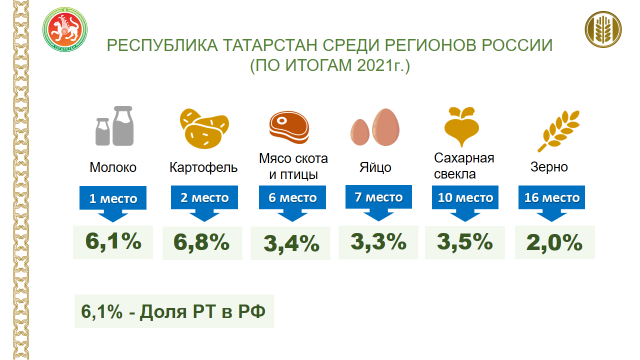 РЕСПУБЛИКА ТАТАРСТАН СРЕДИ РЕГИОНОВ РОССИИ
(ПО ИТОГАМ 2021г.)
Молоко
Картофель
Мясо скота
и птицы
Яйцо
Сахарная
свекла
Зерно
1 место
2 место
6 место
7 место
10 место
16 место
6,1%
6,8%
3,4%
3,3%
3,5%
2,0%
6,1% - Доля РТ в РФ